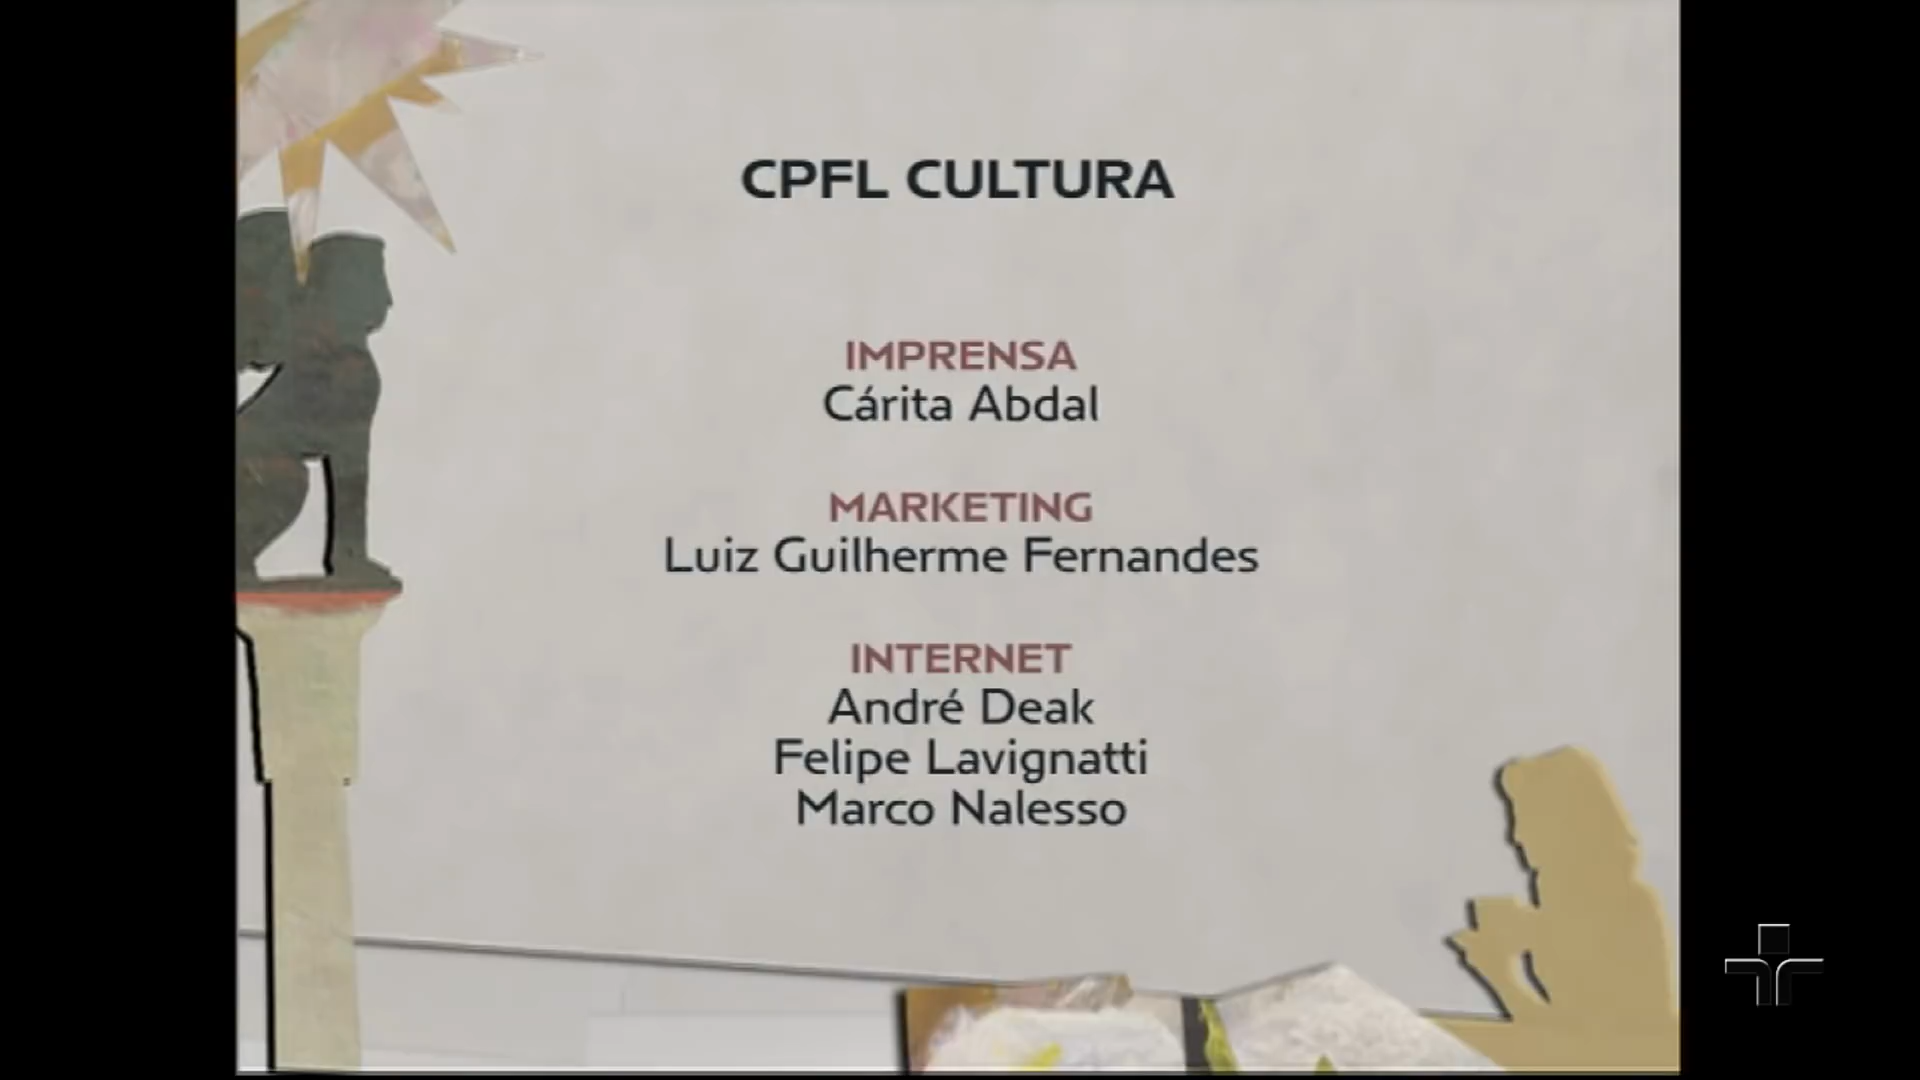 CPFL CULTURA
IMPRENSA
Cárita Abdal
MARKETING
Luiz Guilherme Fernandes
INTERNET
André Deak
Felipe Lavignatti
Marco Nalesso